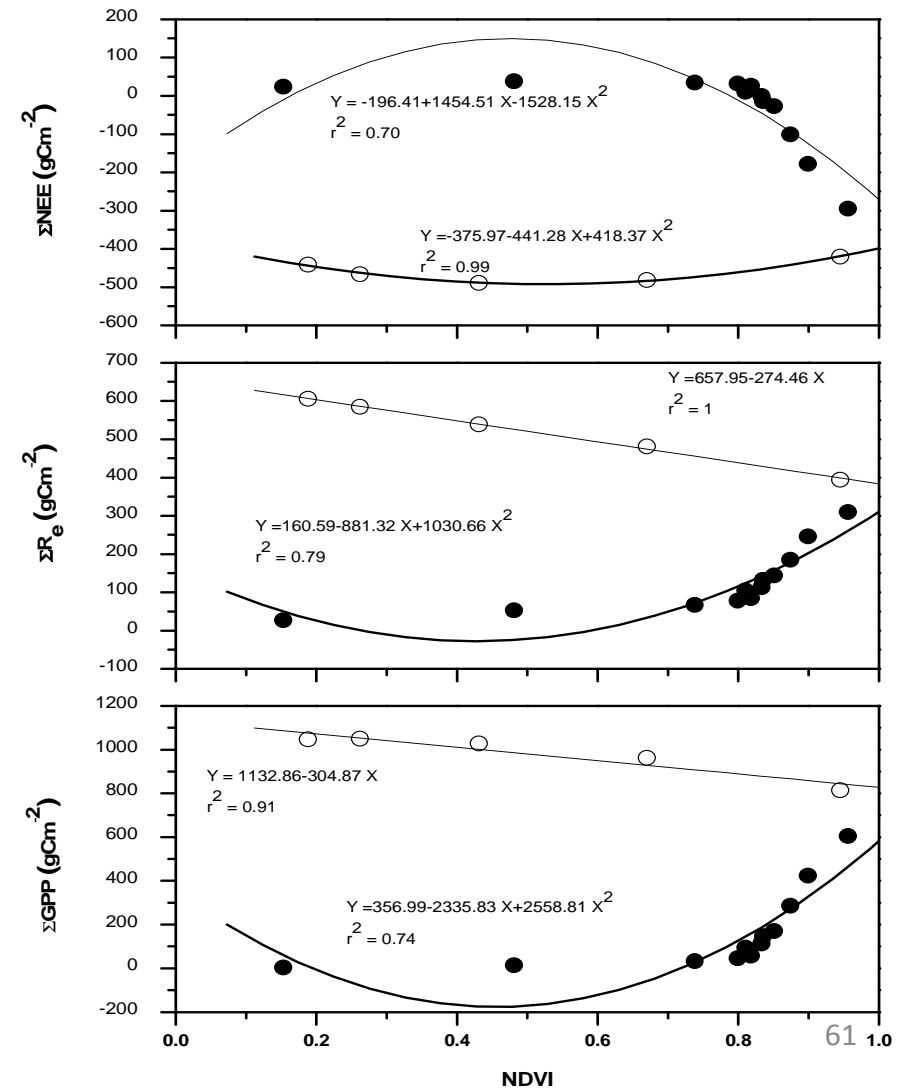 200
100
0
-100
-200
-300
-400
-500
-600
ΣNEE (gCm-2)
Y = -196.41+1454.51 X-1528.15 X2
r2 = 0.70
Y =-375.97-441.28 X+418.37 X2
r2 = 0.99
700
600
500
400
300
200
100
0
-100
ΣRe (gCm-2)
Y =657.95-274.46 X
r2 = 1
Y =160.59-881.32 X+1030.66 X2
r2 = 0.79
1200
1000
800
600
400
200
0
-200
ΣGPP (gCm-2)
Y = 1132.86-304.87 X
r2 = 0.91
Y =356.99-2335.83 X+2558.81 X2
r2 = 0.74
0.0 0.2 0.4 0.6 0.8 1.0
61
NDVI